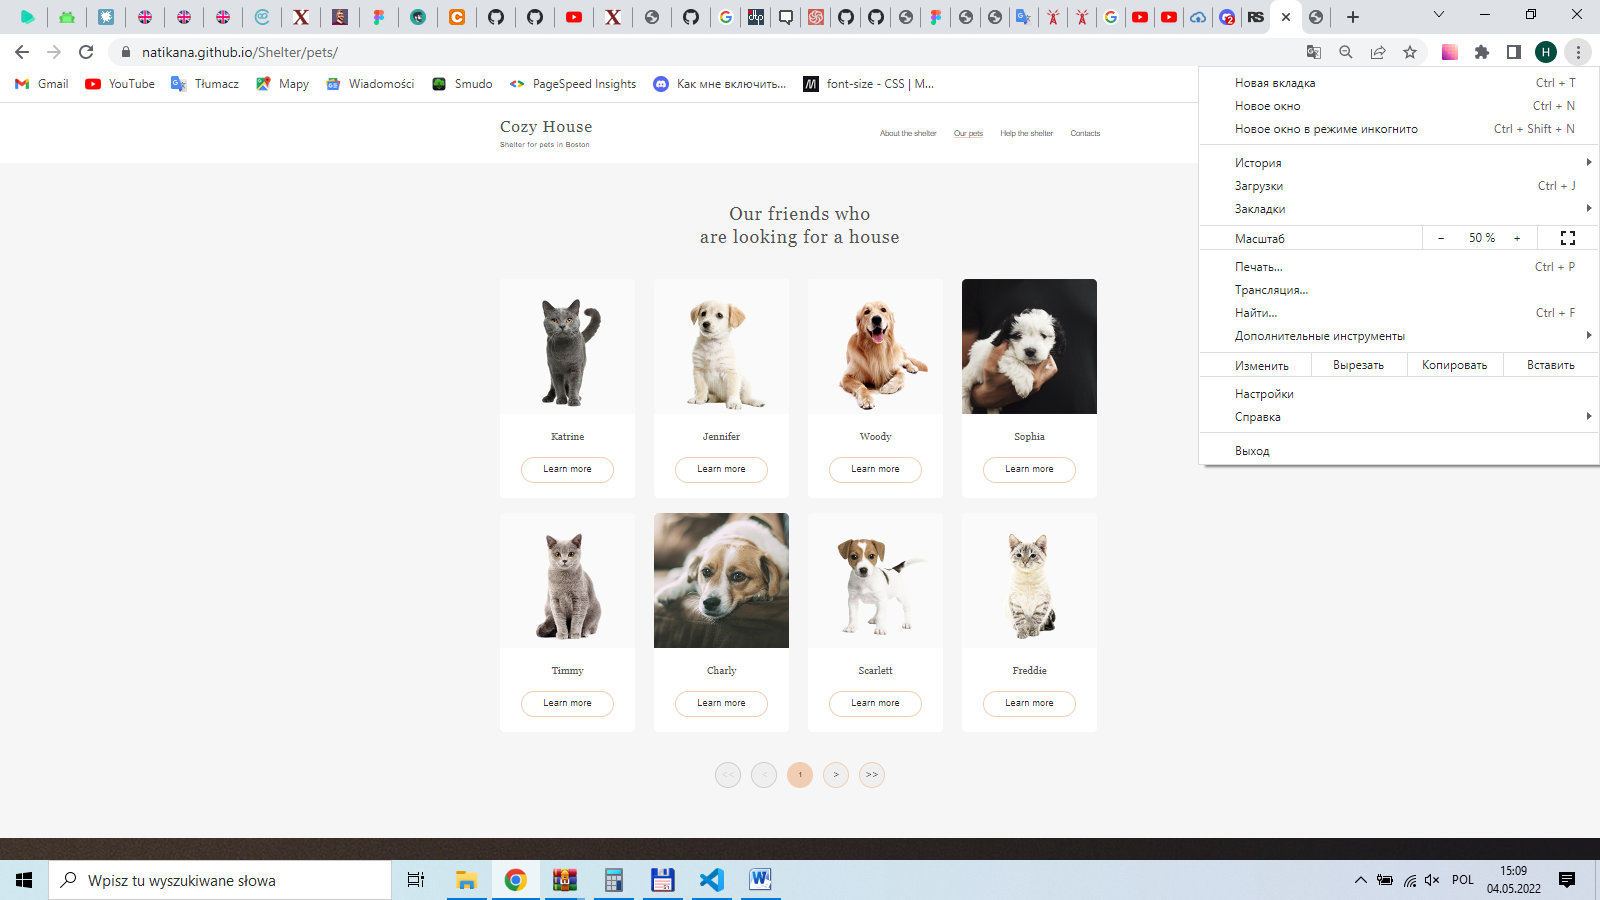 RS
natikana.github.io/Shelter/pets/
H
Gmail
YouTube
Tłumacz
Mapy
Wiadomości
Smudo
PageSpeed Insights
Как мне включить...
font-size - CSS | M...
Cozy House
Shelter for pets in Boston
About the shelter
Our pets
Help the shelter
Contacts
Our friends who
are looking for a house
Katrine
Jennifer
Woody
Sophia
Learn more
Learn more
Learn more
Learn more
Timmy
Charly
Scarlett
Freddie
Learn more
Learn more
Learn more
Learn more
<<
<
1
>
>>
Новая вкладка Ctrl + T
Новое окно Ctrl + N
Новое окно в режиме инкогнито Ctrl + Shift + N
История
Загрузки Ctrl + J
Закладки
Масштаб − 50 % +
Печать... Ctrl + P
Трансляция...
Найти... Ctrl + F
Дополнительные инструменты
Изменить Вырезать Копировать Вставить
Настройки
Справка
Выход
Wpisz tu wyszukiwane słowa
POL
15:09
04.05.2022